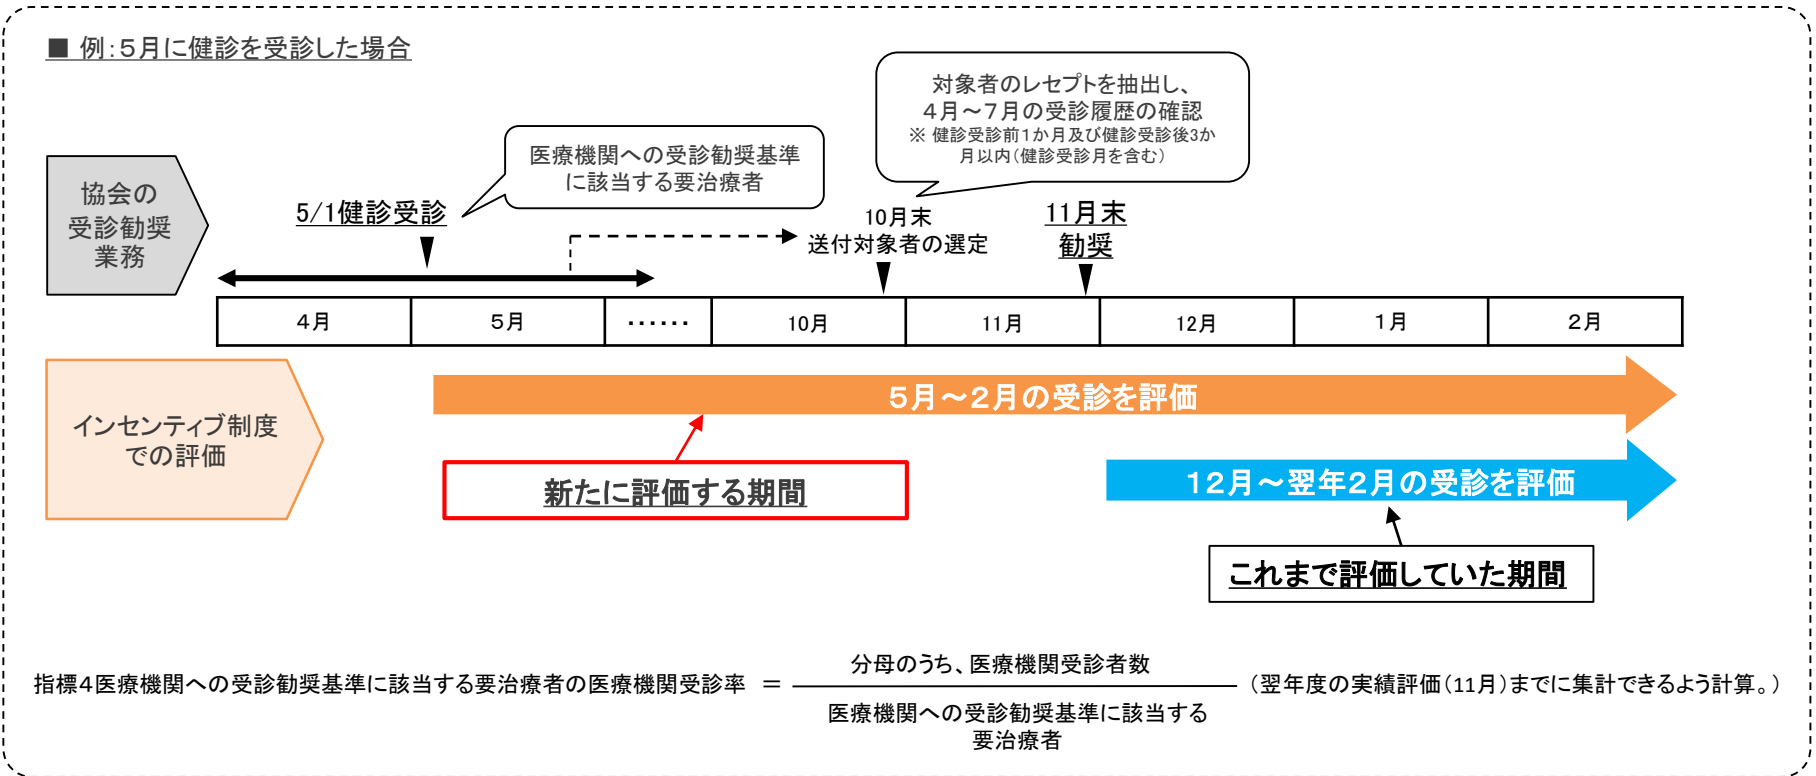 ■ 例：５月に健診を受診した場合
対象者のレセプトを抽出し、
４月～７月の受診履歴の確認
※ 健診受診前１か月及び健診受診後3か
月以内（健診受診月を含む）
医療機関への受診勧奨基準
に該当する要治療者
協会の
受診勧奨
業務
5/1健診受診
10月末
送付対象者の選定
11月末
勧奨
４月
５月
……
10月
11月
12月
１月
２月
インセンティブ制度
での評価
５月～２月の受診を評価
新たに評価する期間
１２月～翌年２月の受診を評価
これまで評価していた期間
指標４医療機関への受診勧奨基準に該当する要治療者の医療機関受診率 ＝
分母のうち、医療機関受診者数
医療機関への受診勧奨基準に該当する
要治療者
（翌年度の実績評価（11月）までに集計できるよう計算。）